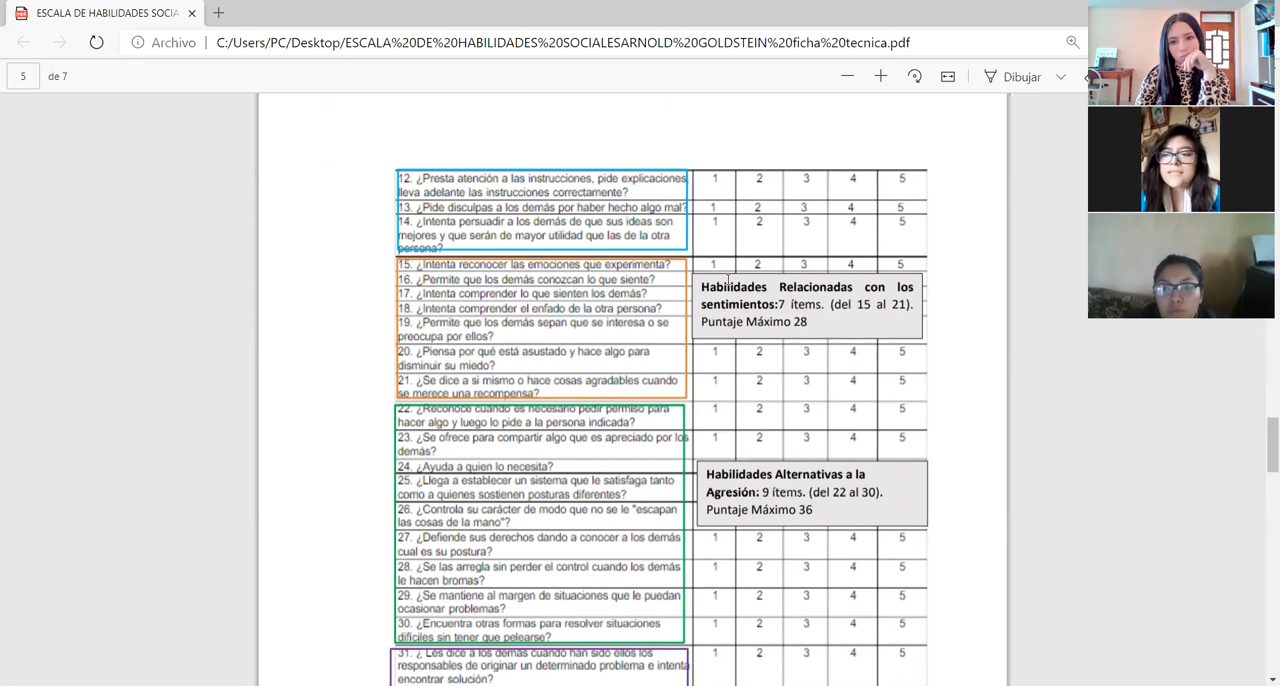 ESCALA DE HABILIDADES SOCIA
Archivo | C:/Users/PC/Desktop/ESCALA%20DE%20HABILIDADES%20SOCIALESARNOLD%20GOLDSTEIN%20ficha%20tecnica.pdf
5 de 7
Dibujar
12. ¿Presta atención a las instrucciones, pide explicaciones 1 2 3 4 5
lleva adelante las instrucciones correctamente?
13. ¿Pide disculpas a los demás por haber hecho algo mal? 1 2 3 4 5
14. ¿Intenta persuadir a los demás de que sus ideas son 1 2 3 4 5
mejores y que serán de mayor utilidad que las de la otra
persona?
15. ¿Intenta reconocer las emociones que experimenta? 1 2 3 4 5
16. ¿Permite que los demás conozcan lo que siente?
17. ¿Intenta comprender lo que sienten los demás?
18. ¿Intenta comprender el enfado de la otra persona?
19. ¿Permite que los demás sepan que se interesa o se
preocupa por ellos?
Habilidades Relacionadas con los
sentimientos:7 ítems. (del 15 al 21).
Puntaje Máximo 28
20. ¿Piensa por qué está asustado y hace algo para 1 2 3 4 5
disminuir su miedo?
21. ¿Se dice a si mismo o hace cosas agradables cuando 1 2 3 4 5
se merece una recompensa?
22. ¿Reconoce cuando es necesario pedir permiso para 1 2 3 4 5
hacer algo y luego lo pide a la persona indicada?
23. ¿Se ofrece para compartir algo que es apreciado por los 1 2 3 4 5
demás?
24. ¿Ayuda a quien lo necesita?
25. ¿Llega a establecer un sistema que le satisfaga tanto
como a quienes sostienen posturas diferentes?
26. ¿Controla su carácter de modo que no se le "escapan
las cosas de la mano"?
Habilidades Alternativas a la
Agresión: 9 ítems. (del 22 al 30).
Puntaje Máximo 36
27. ¿Defiende sus derechos dando a conocer a los demás 1 2 3 4 5
cual es su postura?
28. ¿Se las arregla sin perder el control cuando los demás 1 2 3 4 5
le hacen bromas?
29. ¿Se mantiene al margen de situaciones que le puedan 1 2 3 4 5
ocasionar problemas?
30. ¿Encuentra otras formas para resolver situaciones 1 2 3 4 5
difíciles sin tener que pelearse?
31. ¿ Les dice a los demás cuando han sido ellos los 1 2 3 4 5
responsables de originar un determinado problema e intenta
encontrar solución?